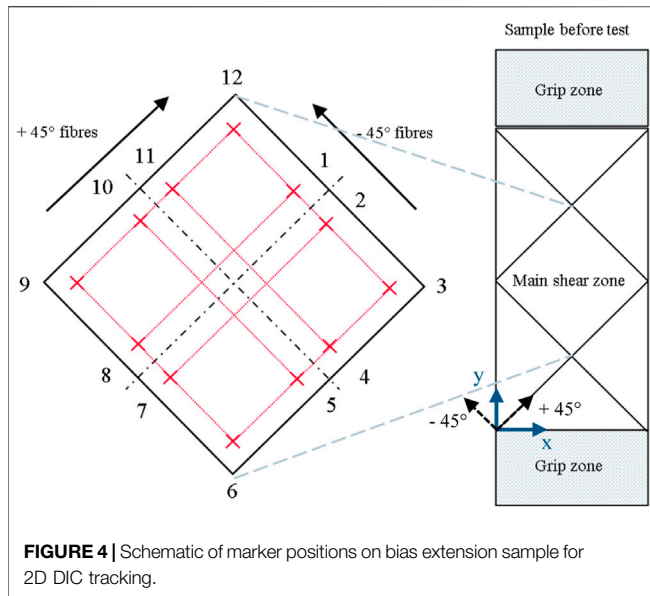 Sample before test
Grip zone
12
+ 45° fibres
- 45° fibres
11
1
10
2
9
3
Main shear zone
8
4
7
5
6
y
- 45°
+ 45°
x
Grip zone
FIGURE 4 | Schematic of marker positions on bias extension sample for
2D DIC tracking.